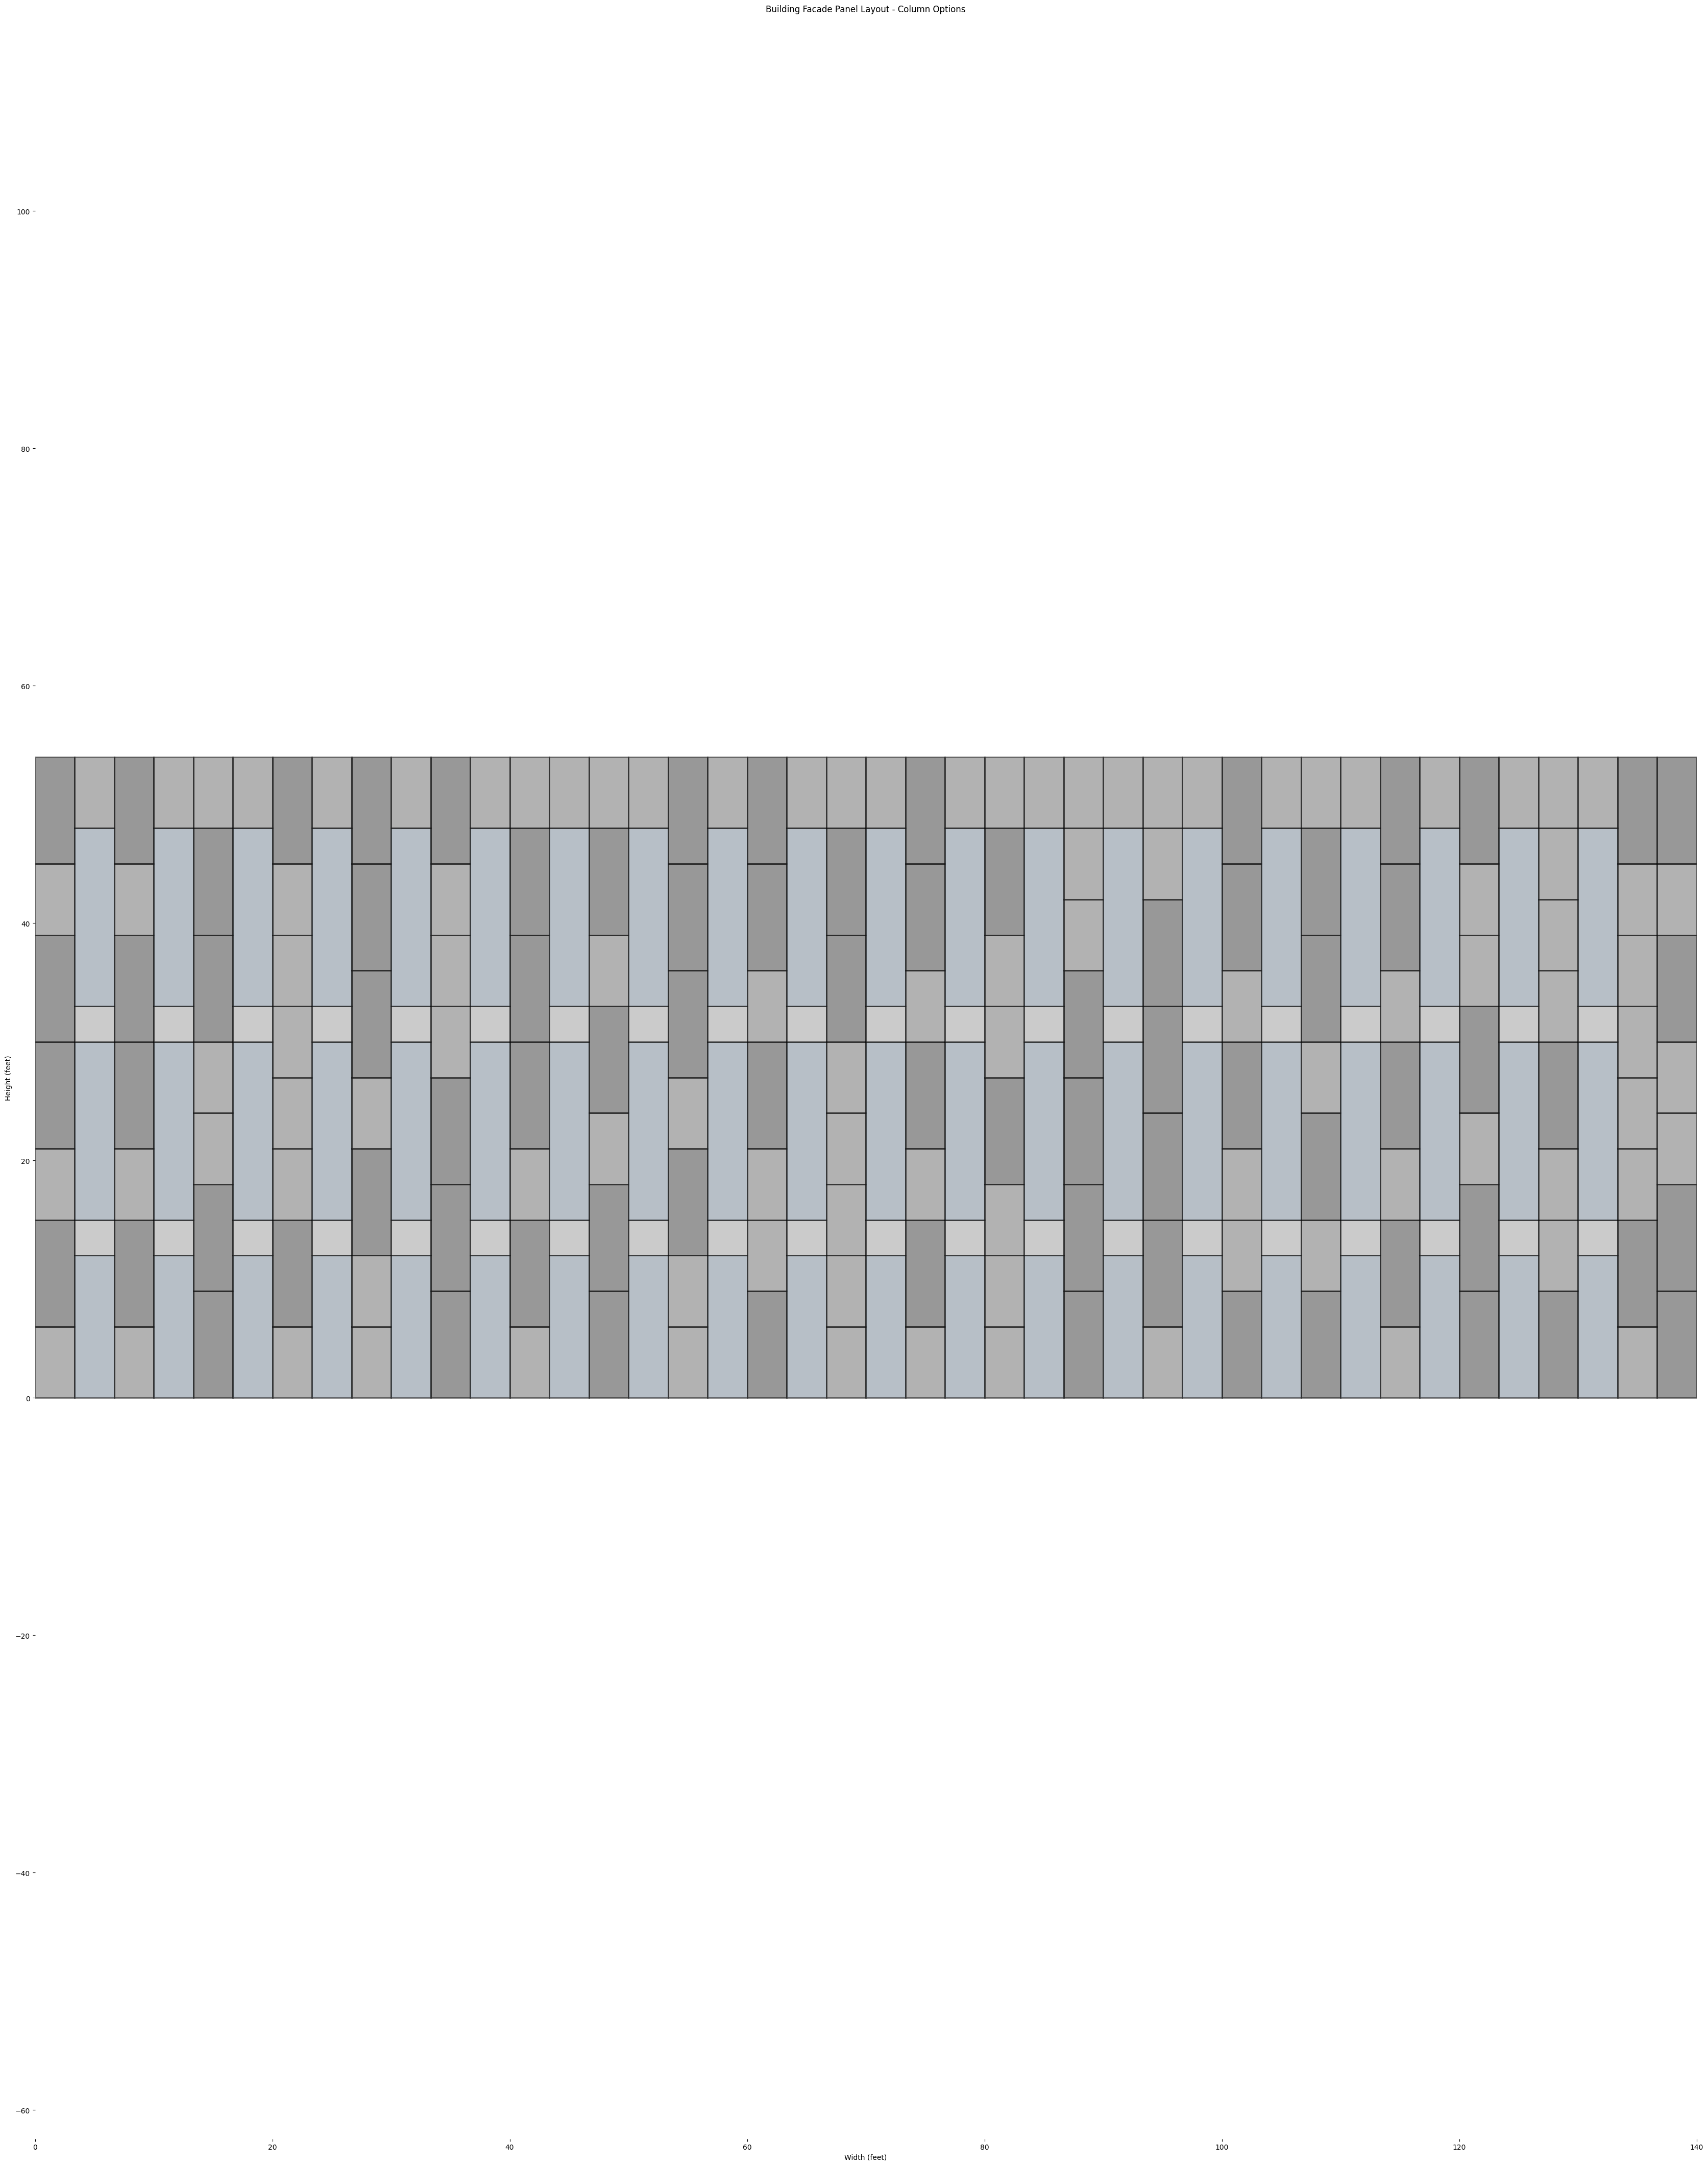 Building Facade Panel Layout - Column Options
100
80
60
40
20
0
−20
−40
−60
Height (feet)
0 20 40 60 80 100 120 140
Width (feet)